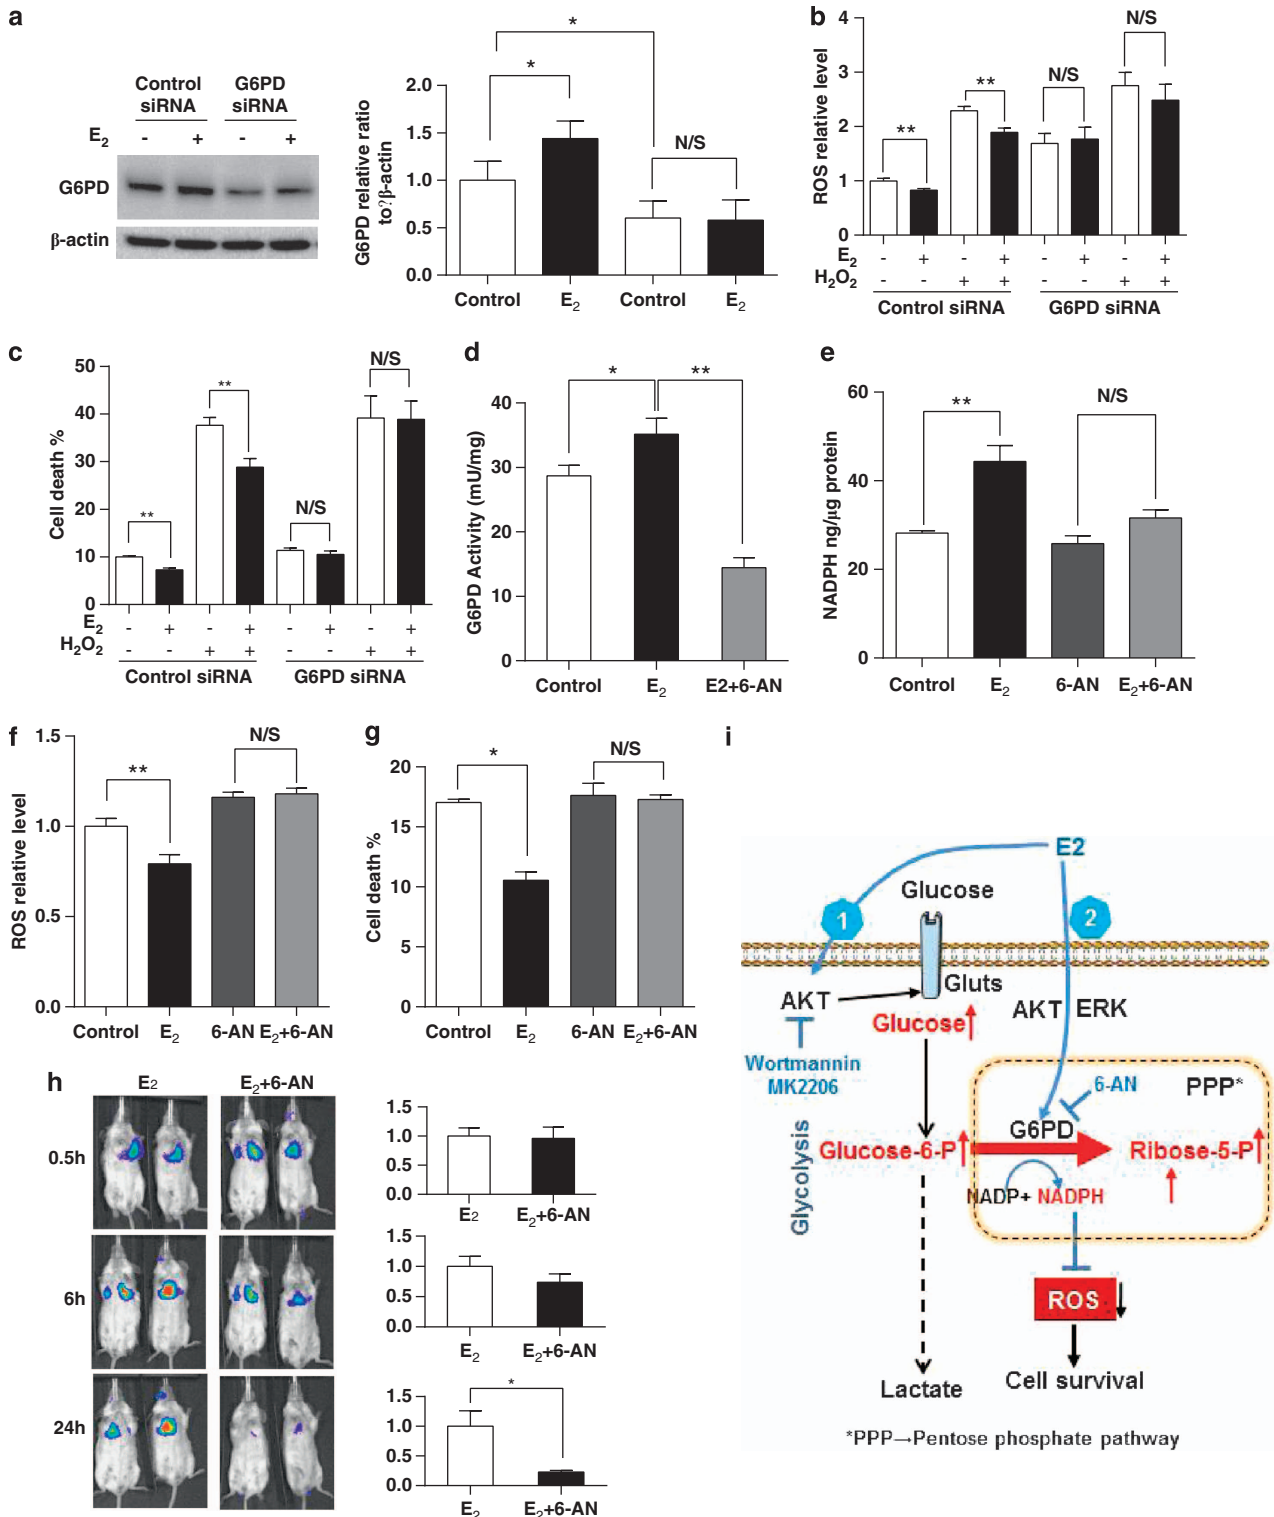 a
Control siRNA
G6PD siRNA
E2 - + - +
G6PD
β-actin
G6PD relative ratio to?β-actin
2.0
1.5
1.0
0.5
0.0
*
*
N/S
Control E2 Control E2
b
ROS relative level
4
3
2
1
0
**
**
N/S
N/S
E2 - + - + - + - +
H2O2 - - + + - - + +
Control siRNA G6PD siRNA
c
Cell death %
50
40
30
20
10
0
**
**
N/S
N/S
E2 - + - + - + - +
H2O2 - - + + - - + +
Control siRNA G6PD siRNA
d
G6PD Activity (mU/mg)
40
30
20
10
0
* **
Control E2 E2+6-AN
e
NADPH ng/μg protein
60
40
20
0
** N/S
Control E2 6-AN E2+6-AN
f
ROS relative level
1.5
1.0
0.5
0.0
** N/S
Control E2 6-AN E2+6-AN
g
Cell death %
20
15
10
5
0
* N/S
Control E2 6-AN E2+6-AN
h
E2 E2+6-AN
0.5h
6h
24h
1.5
1.0
0.5
0.0
E2 E2+6-AN
1.5
1.0
0.5
0.0
E2 E2+6-AN
1.5
1.0
0.5
0.0
*
E2 E2+6-AN
i
E2
Glucose
1
2
Gluts
AKT
AKT ERK
Glucose
Wortmannin
MK2206
6-AN
PPP*
G6PD
Glycolysis
Glucose-6-P
Ribose-5-P
NADP+ NADPH
ROS
Cell survival
Lactate
*PPP→Pentose phosphate pathway